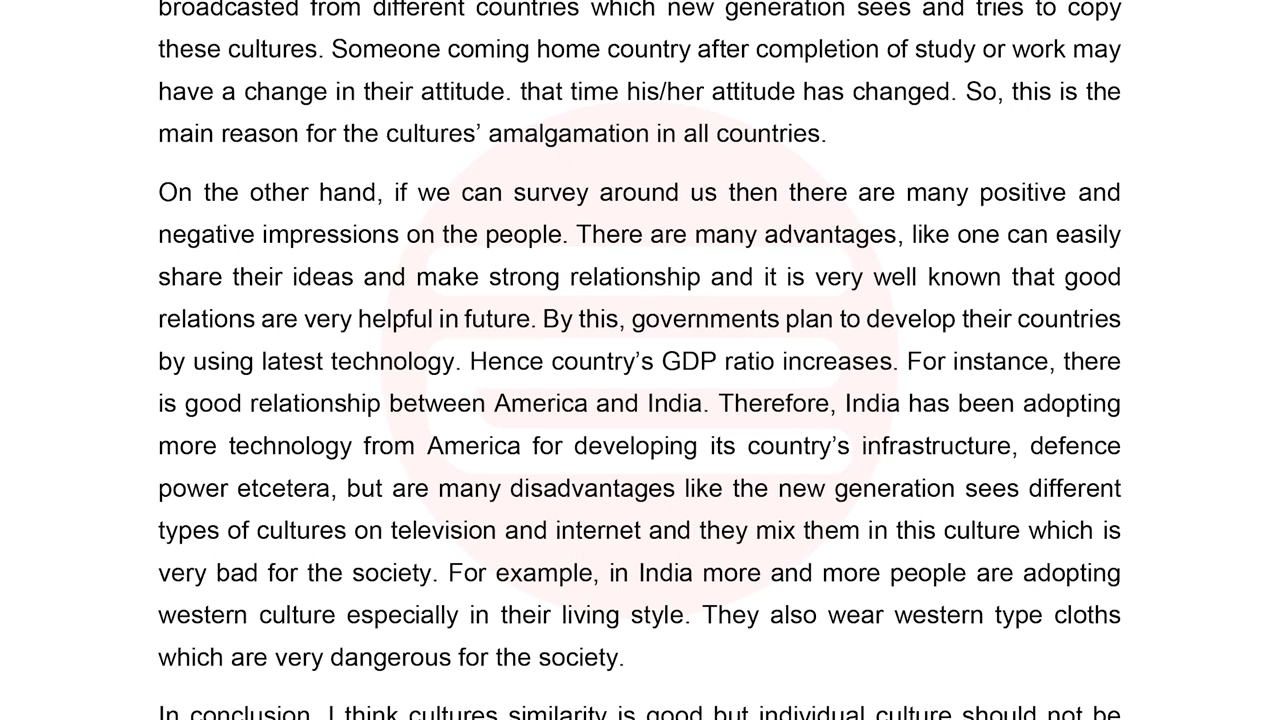 broadcasted from different countries which new generation sees and tries to copy
these cultures. Someone coming home country after completion of study or work may
have a change in their attitude. that time his/her attitude has changed. So, this is the
main reason for the cultures’ amalgamation in all countries.
On the other hand, if we can survey around us then there are many positive and
negative impressions on the people. There are many advantages, like one can easily
share their ideas and make strong relationship and it is very well known that good
relations are very helpful in future. By this, governments plan to develop their countries
by using latest technology. Hence country’s GDP ratio increases. For instance, there
is good relationship between America and India. Therefore, India has been adopting
more technology from America for developing its country’s infrastructure, defence
power etcetera, but are many disadvantages like the new generation sees different
types of cultures on television and internet and they mix them in this culture which is
very bad for the society. For example, in India more and more people are adopting
western culture especially in their living style. They also wear western type cloths
which are very dangerous for the society.
In conclusion, I think cultures similarity is good but individual culture should not be